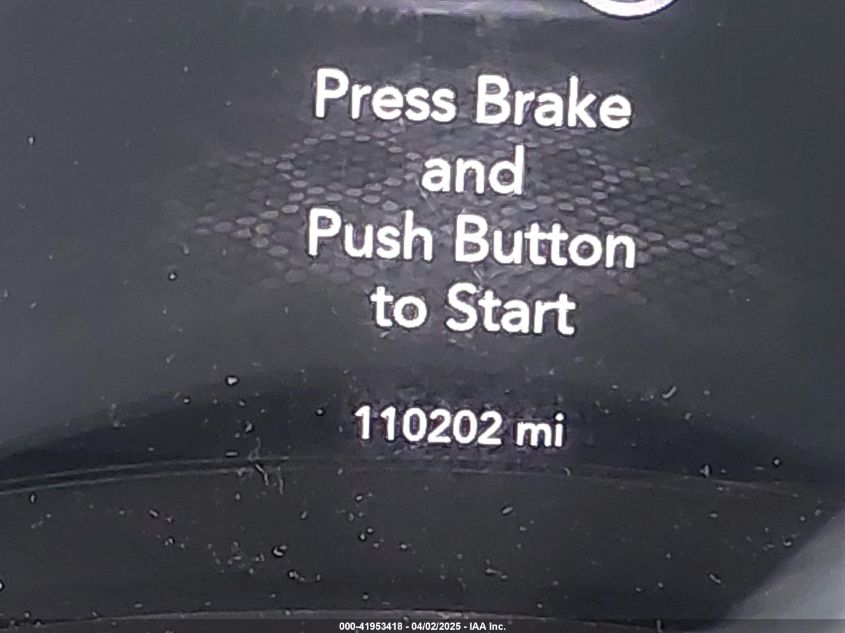 Press Brake
and
Push Button
to Start
110202 mi
000-41953418 - 04/02/2025 - IAA Inc.